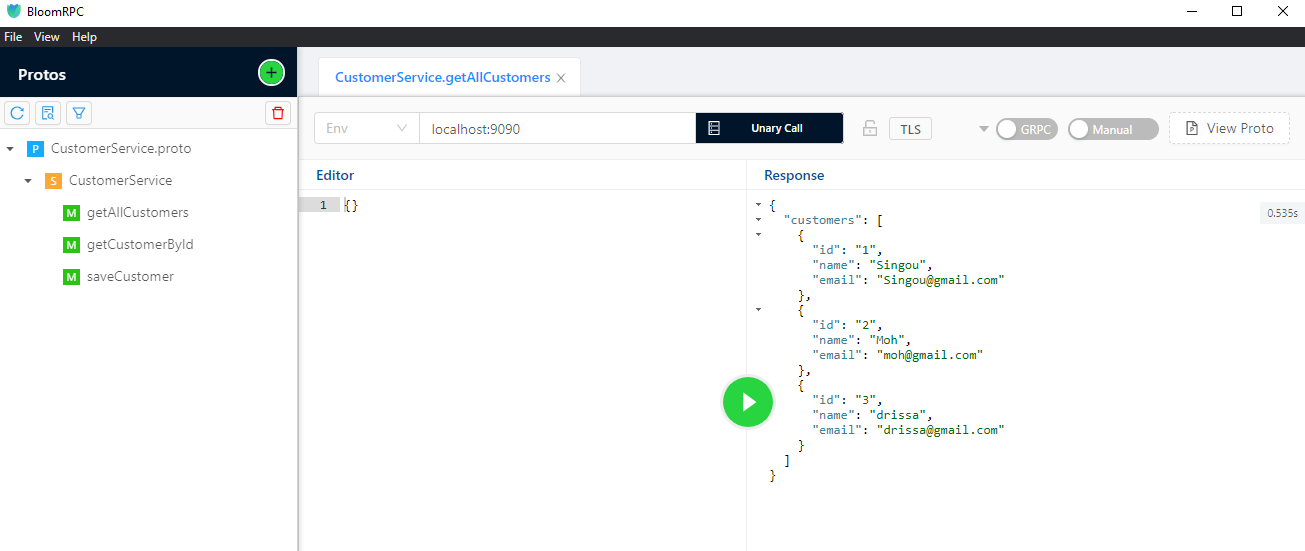 BloomRPC
File View Help
Protos
CustomerService.getAllCustomers
Env
localhost:9090
Unary Call
TLS
GRPC
Manual
View Proto
P CustomerService.proto
S CustomerService
M getAllCustomers
M getCustomerById
M saveCustomer
Editor
1 {}
Response
0.535s
{
"customers": [
{
"id": "1",
"name": "Singou",
"email": "Singou@gmail.com"
},
{
"id": "2",
"name": "Moh",
"email": "moh@gmail.com"
},
{
"id": "3",
"name": "drissa",
"email": "drissa@gmail.com"
}
]
}